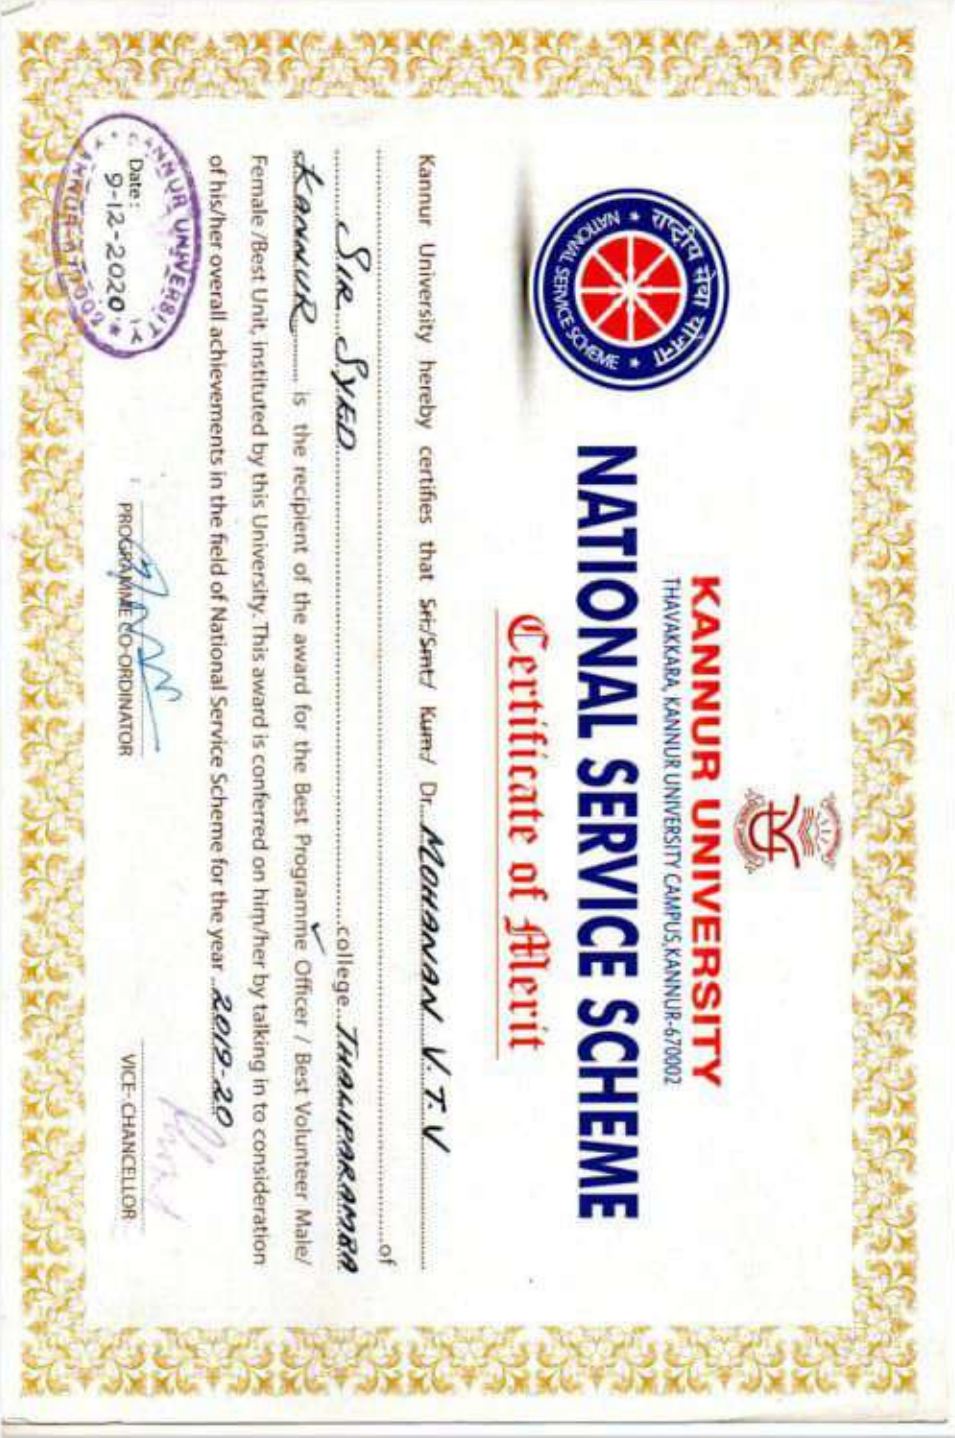 KANNUR UNIVERSITY
THAVAKKARA, KANNUR UNIVERSITY CAMPUS, KANNUR-670002
राष्ट्रीय सेवा योजना
NATIONAL SERVICE SCHEME
NATIONAL SERVICE SCHEME
Certificate of Merit
Kannur University hereby certifies that Sri:/Smt:/ Kum:/ Dr. MOHANAN V. T. V
of
SIR SYED college THALIPARAMBA
KANNUR is the recipient of the award for the Best Programme Officer / Best Volunteer Male/
Female /Best Unit, instituted by this University. This award is conferred on him/her by talking in to consideration
of his/her overall achievements in the field of National Service Scheme for the year 2019-20
KANNUR UNIVERSITY
Date :
9-12-2020
PROGRAMME CO-ORDINATOR
VICE- CHANCELLOR